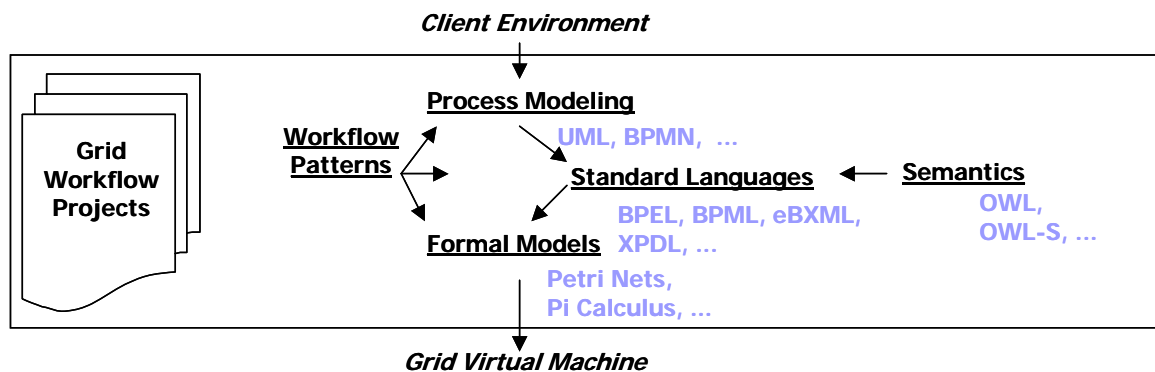 Client Environment
Process Modeling
UML, BPMN, ...
Workflow
Patterns
Grid
Workflow
Projects
Standard Languages
Semantics
BPEL, BPML, eBXML,
XPDL, ...
OWL,
OWL-S, ...
Formal Models
Petri Nets,
Pi Calculus, ...
Grid Virtual Machine